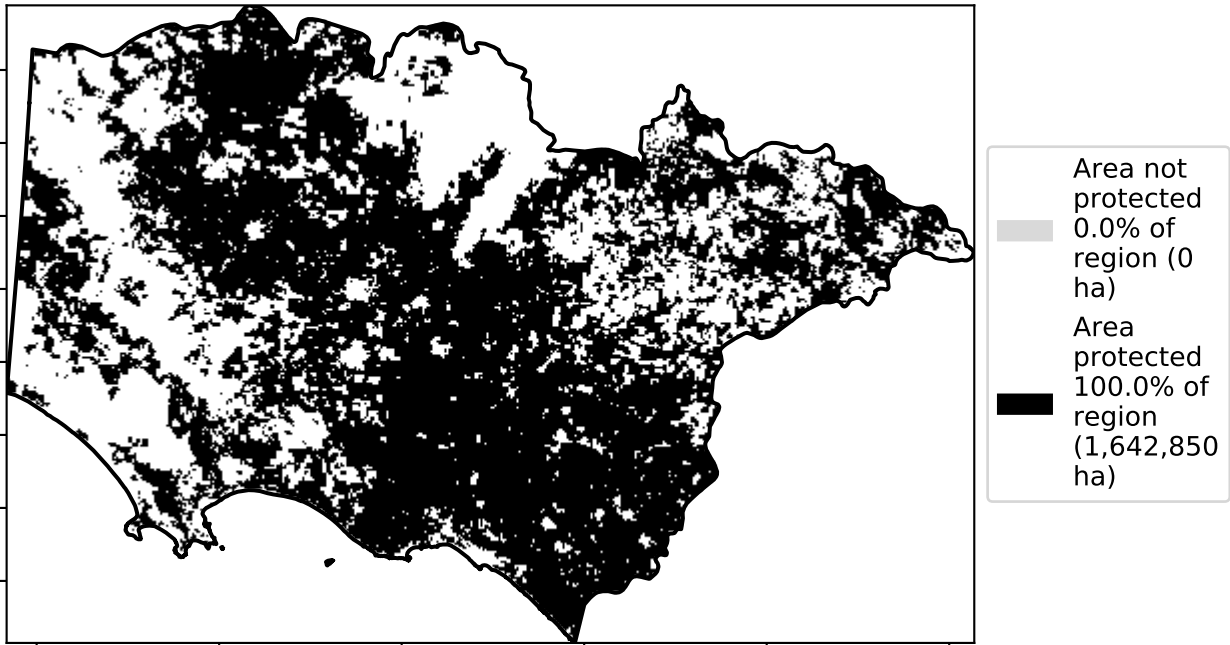 Area not
protected
0.0% of
region (0
ha)
Area
protected
100.0% of
region
(1,642,850
ha)